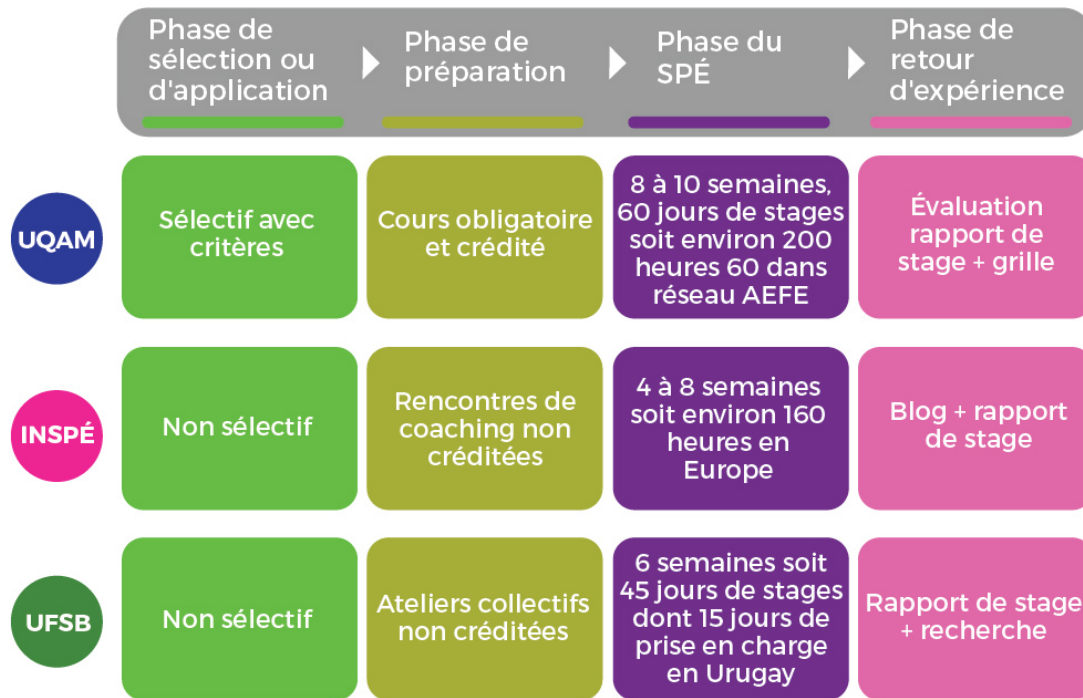 Phase de
sélection ou
d'application
Phase de
préparation
Phase du
SPÉ
Phase de
retour
d'expérience
UQAM
Sélectif avec
critères
Cours obligatoire
et crédité
8 à 10 semaines,
60 jours de stages
soit environ 200
heures 60 dans
réseau AEFE
Évaluation
rapport de
stage + grille
INSPÉ
Non sélectif
Rencontres de
coaching non
créditées
4 à 8 semaines
soit environ 160
heures en
Europe
Blog + rapport
de stage
UFSB
Non sélectif
Ateliers collectifs
non créditées
6 semaines soit
45 jours de stages
dont 15 jours de
prise en charge
en Urugay
Rapport de stage
+ recherche